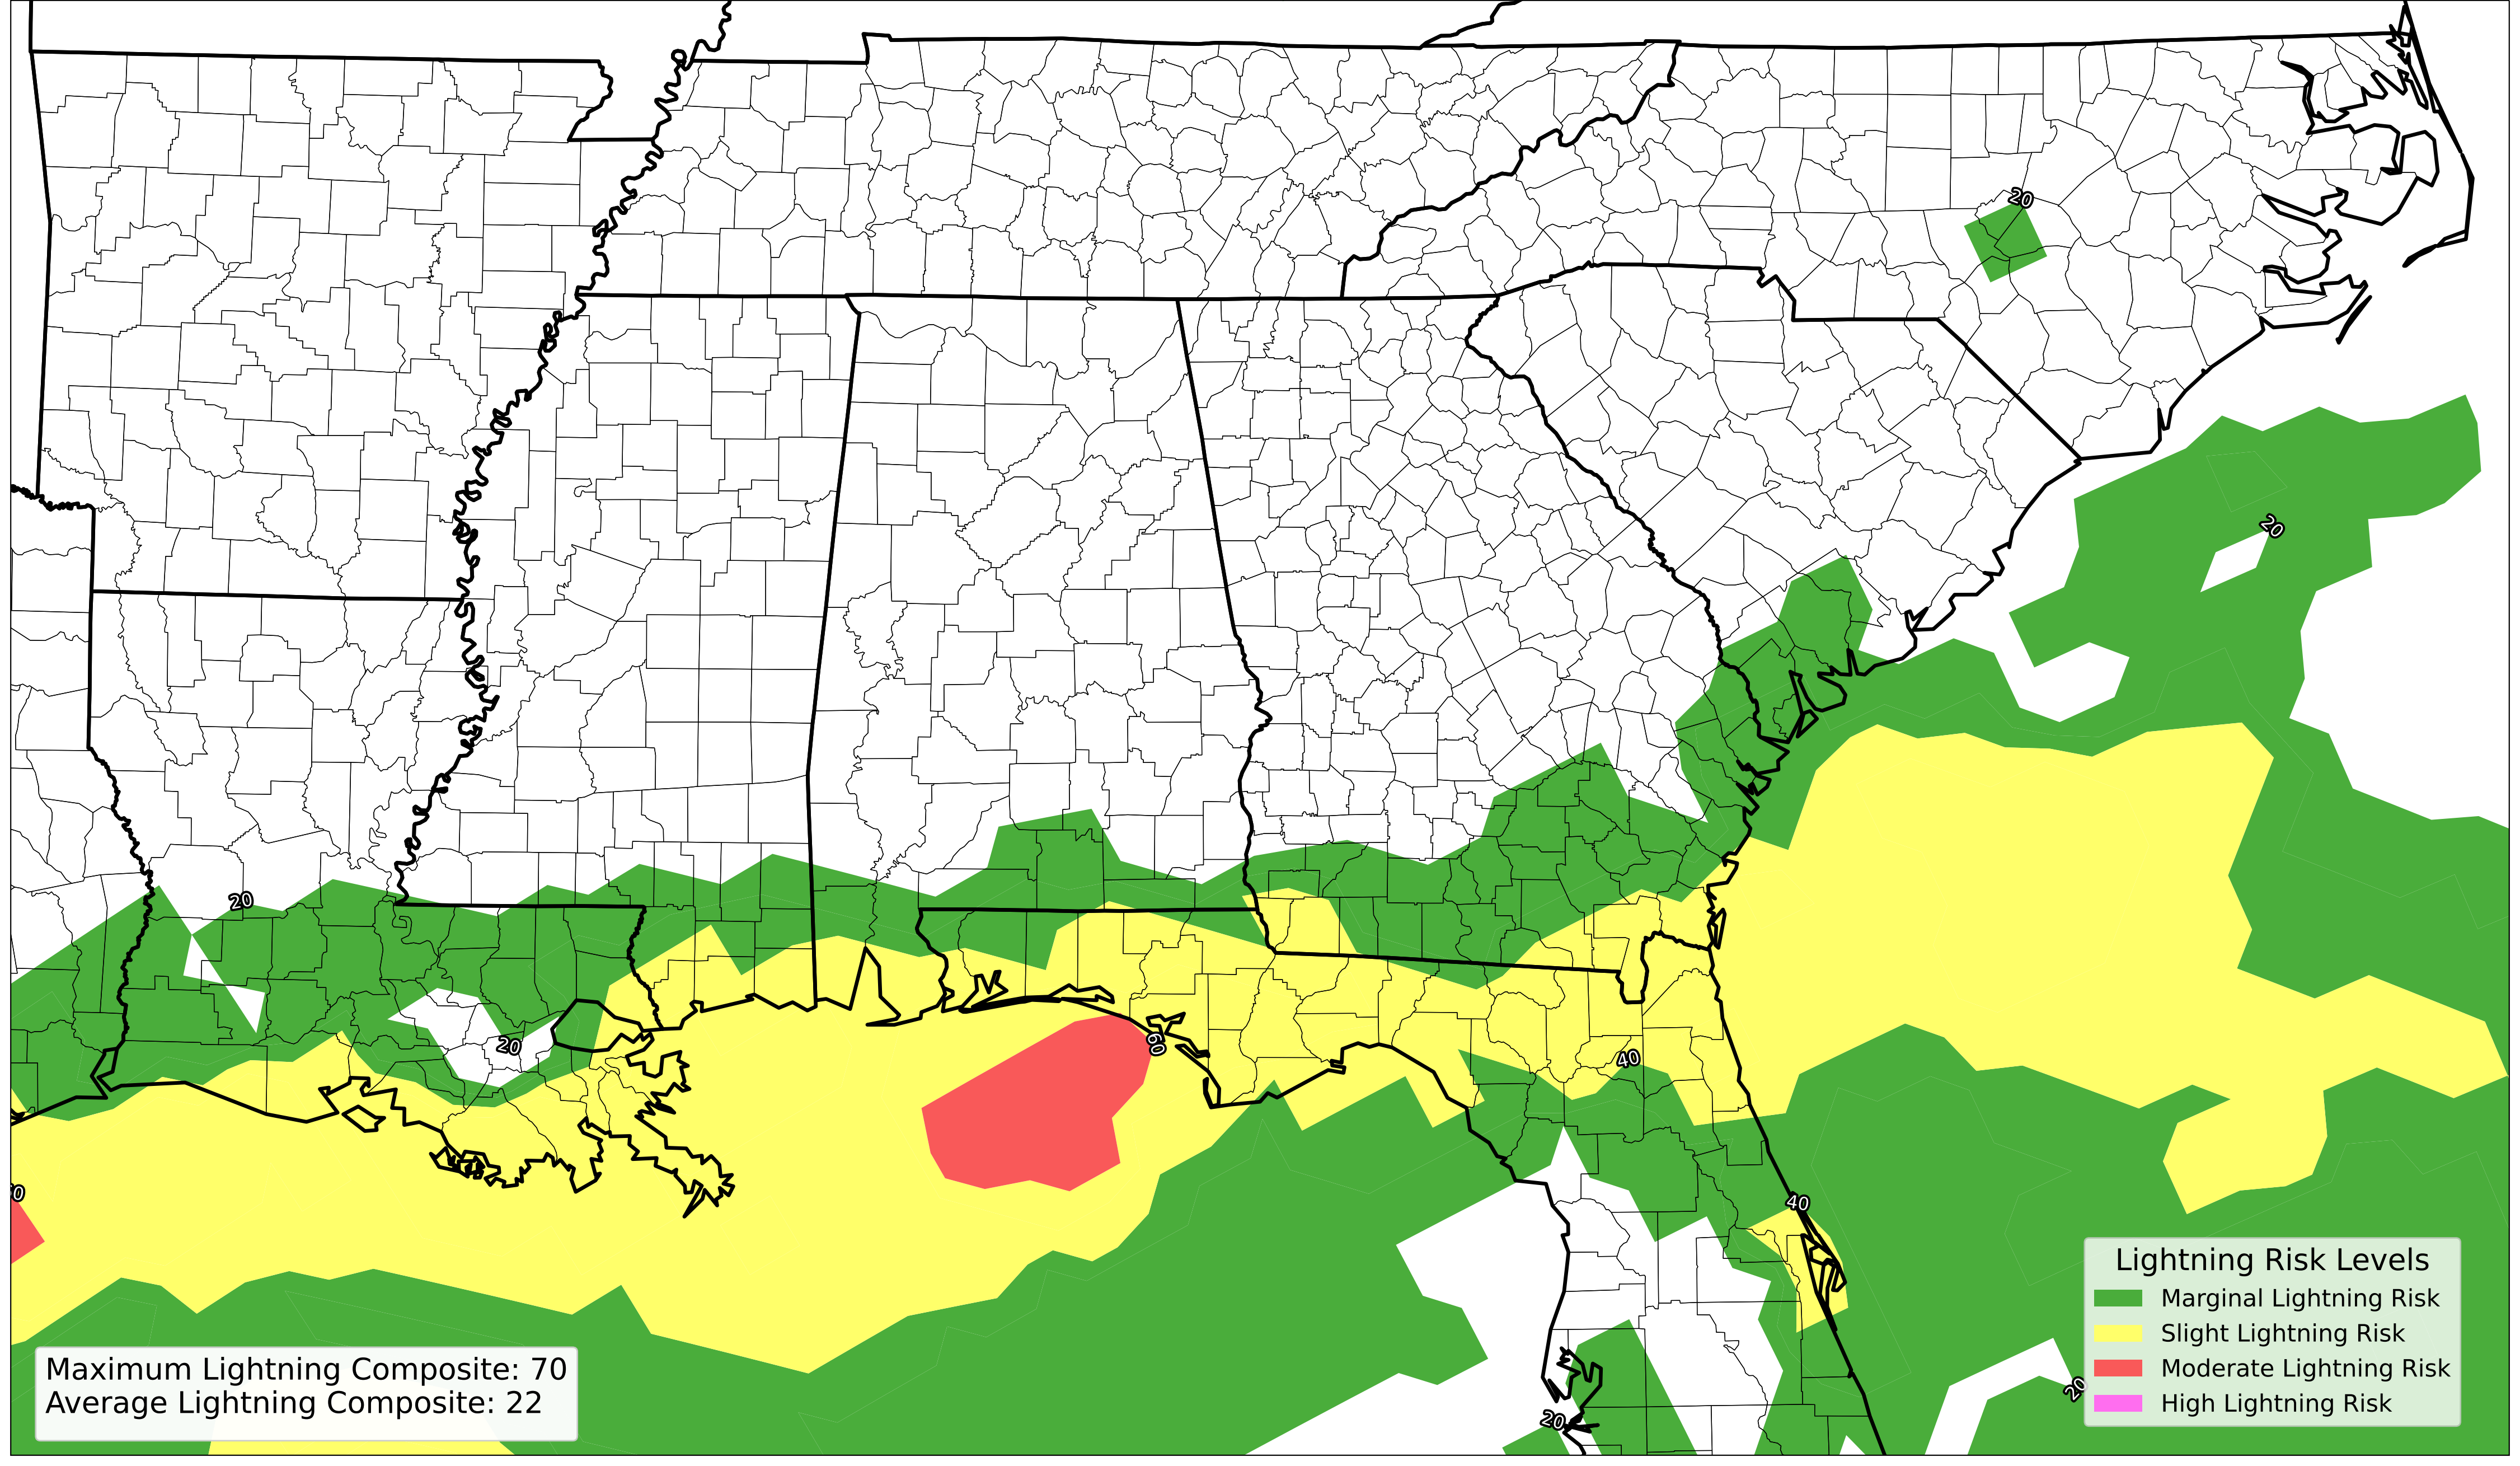 20
20
20
20
60
40
0
40
Lightning Risk Levels
Marginal Lightning Risk
Slight Lightning Risk
Moderate Lightning Risk
High Lightning Risk
Maximum Lightning Composite: 70
Average Lightning Composite: 22
20
20